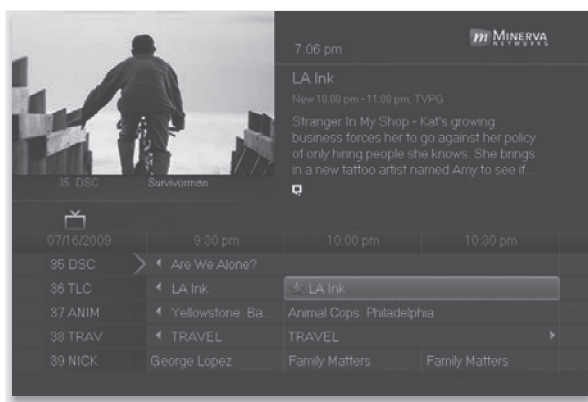 7:06 pm
m MINERVA
NETWORKS
LA Ink
New 10:00 pm - 11:00 pm, TVPG
Stranger In My Shop - Kat's growing
business forces her to go against her policy
of only hiring people she knows. She brings
in a new tattoo artist named Amy to see if...
35 DSC Survivorman
07/16/2009 9:30 pm 10:00 pm 10:30 pm
35 DSC Are We Alone?
36 TLC LA Ink LA Ink
37 ANIM Yellowstone: Ba... Animal Cops: Philadelphia
38 TRAV TRAVEL TRAVEL
39 NICK George Lopez Family Matters Family Matters